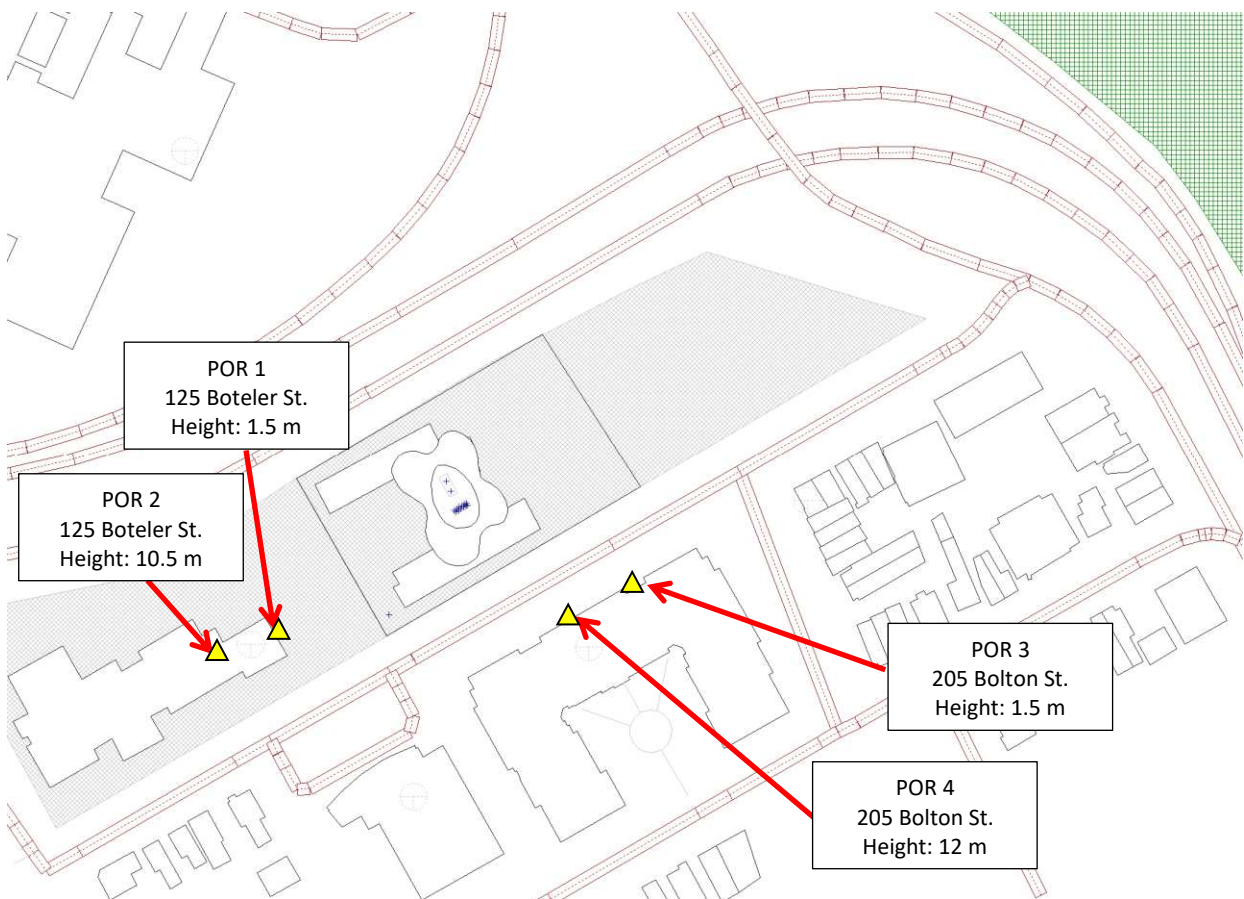 POR 1
125 Boteler St.
Height: 1.5 m
POR 2
125 Boteler St.
Height: 10.5 m
POR 3
205 Bolton St.
Height: 1.5 m
POR 4
205 Bolton St.
Height: 12 m